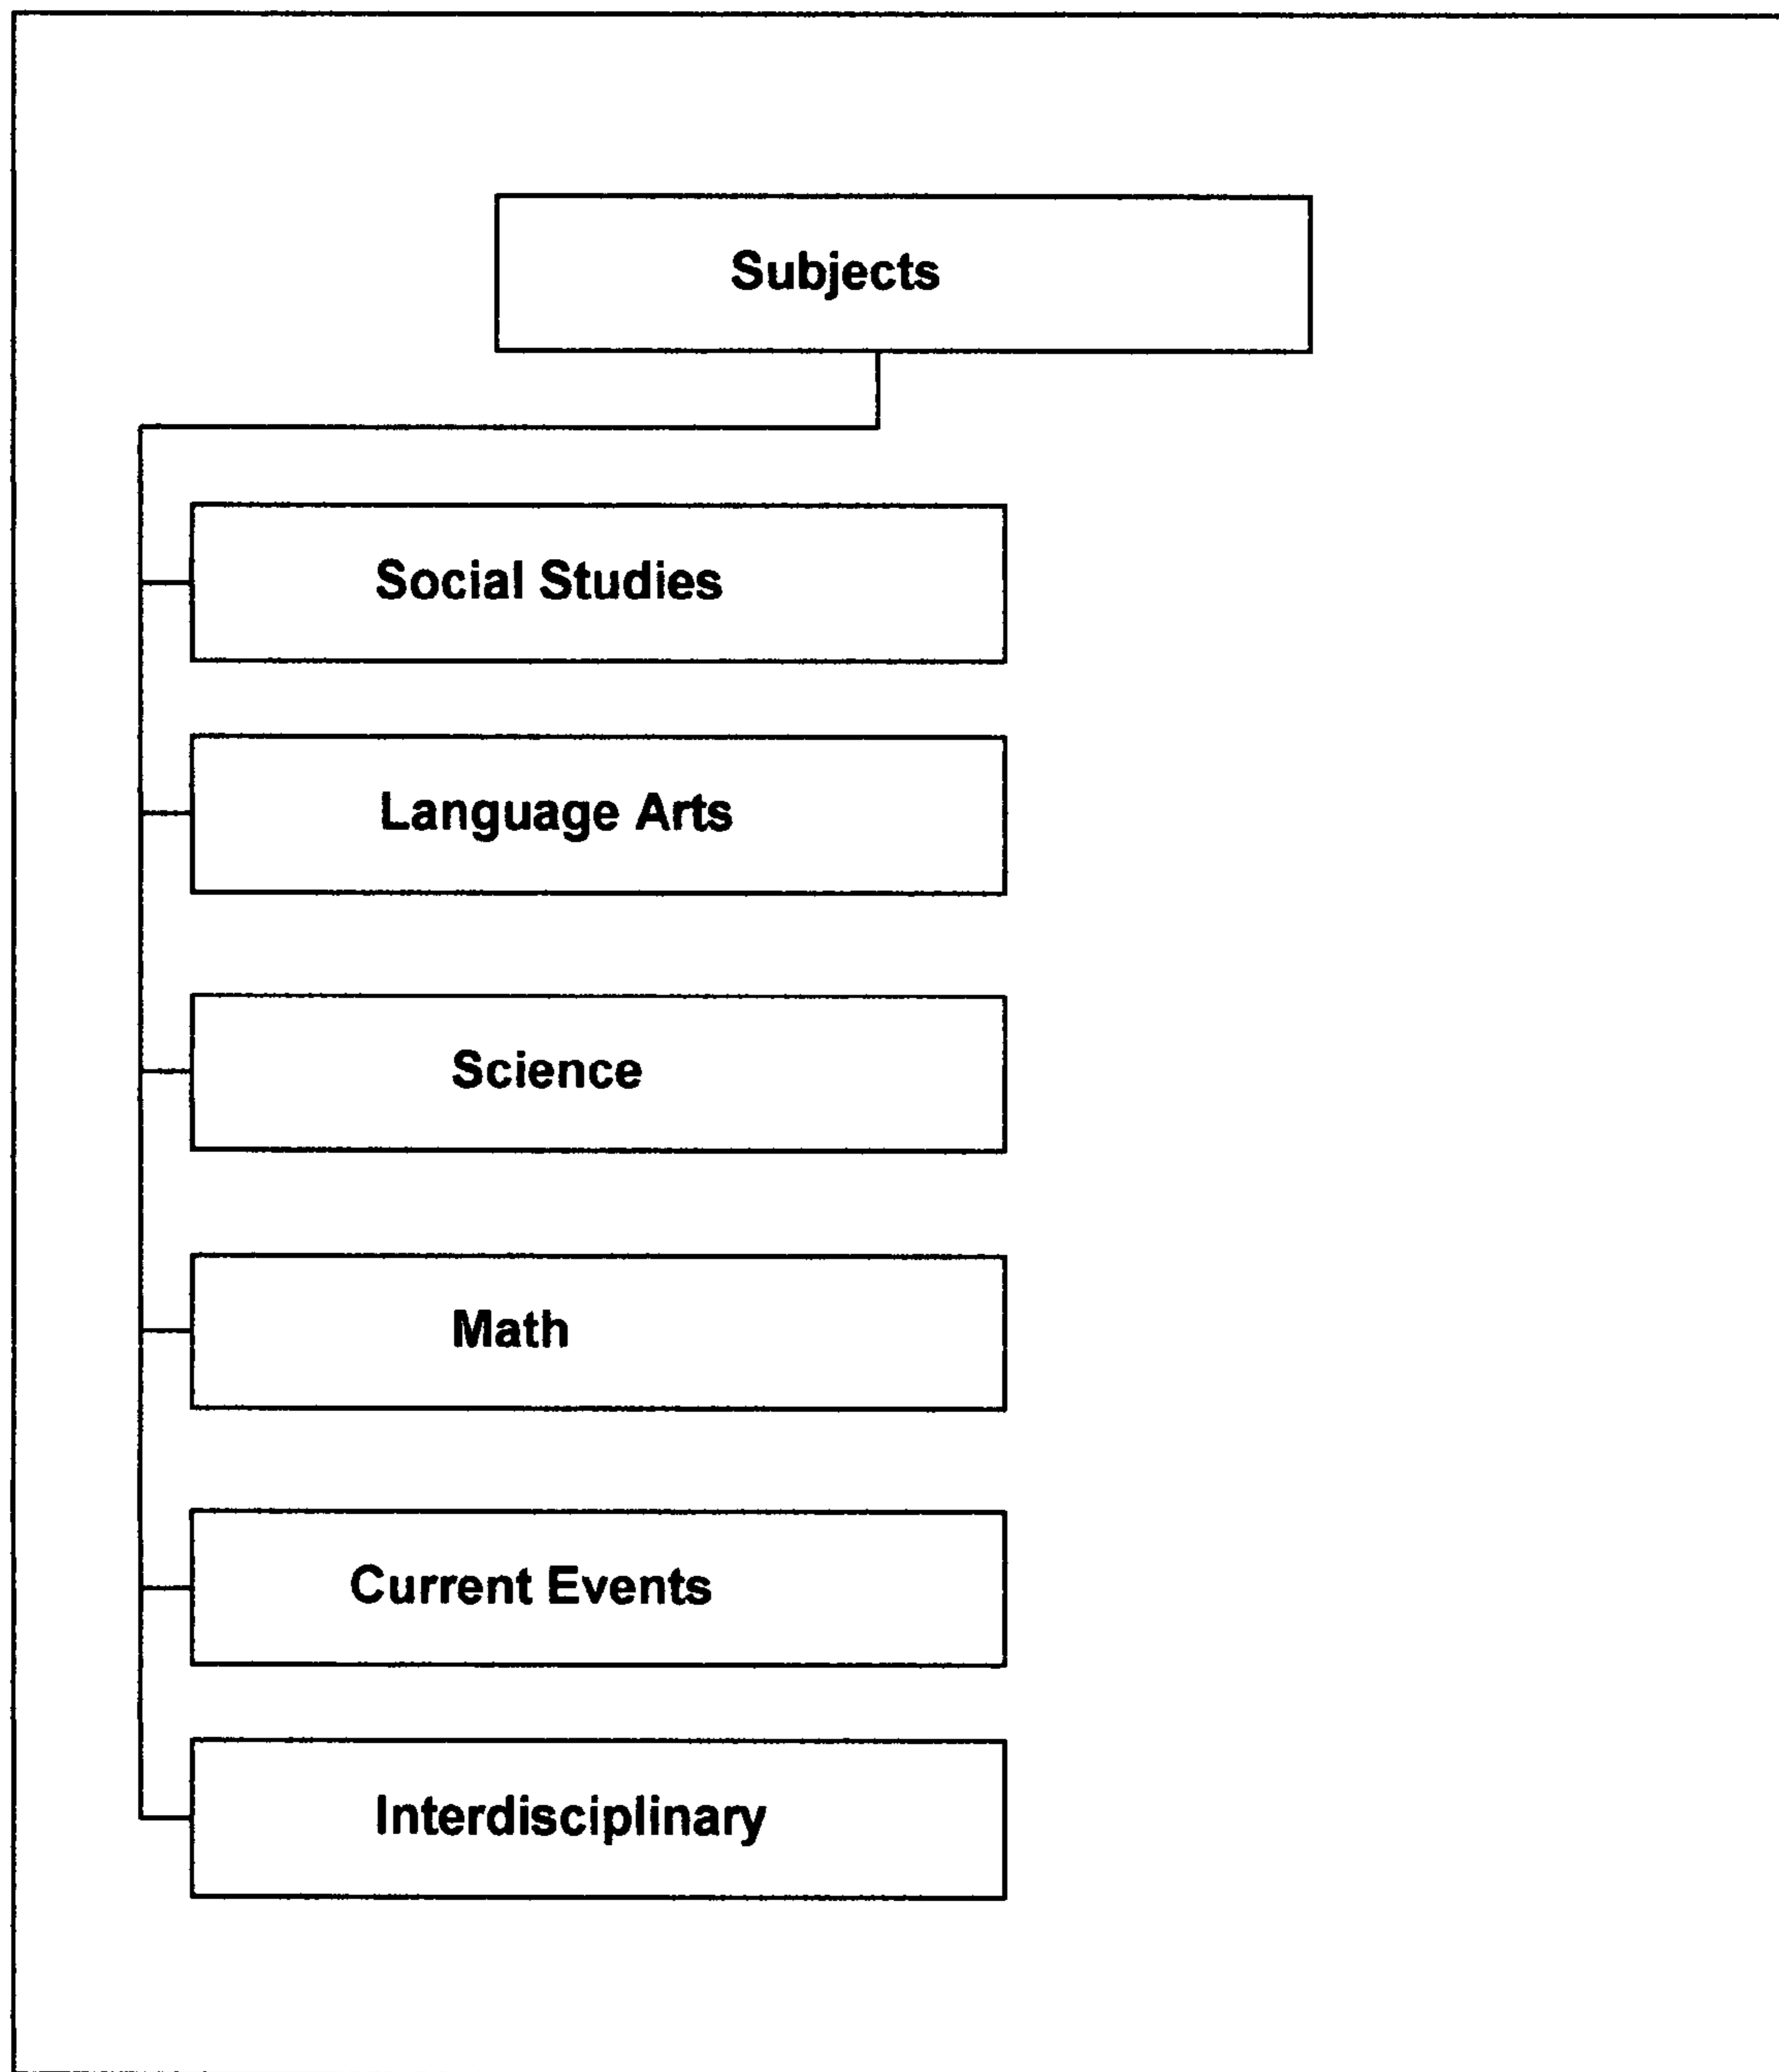 Subjects
Social Studies
Language Arts
Science
Math
Current Events
Interdisciplinary